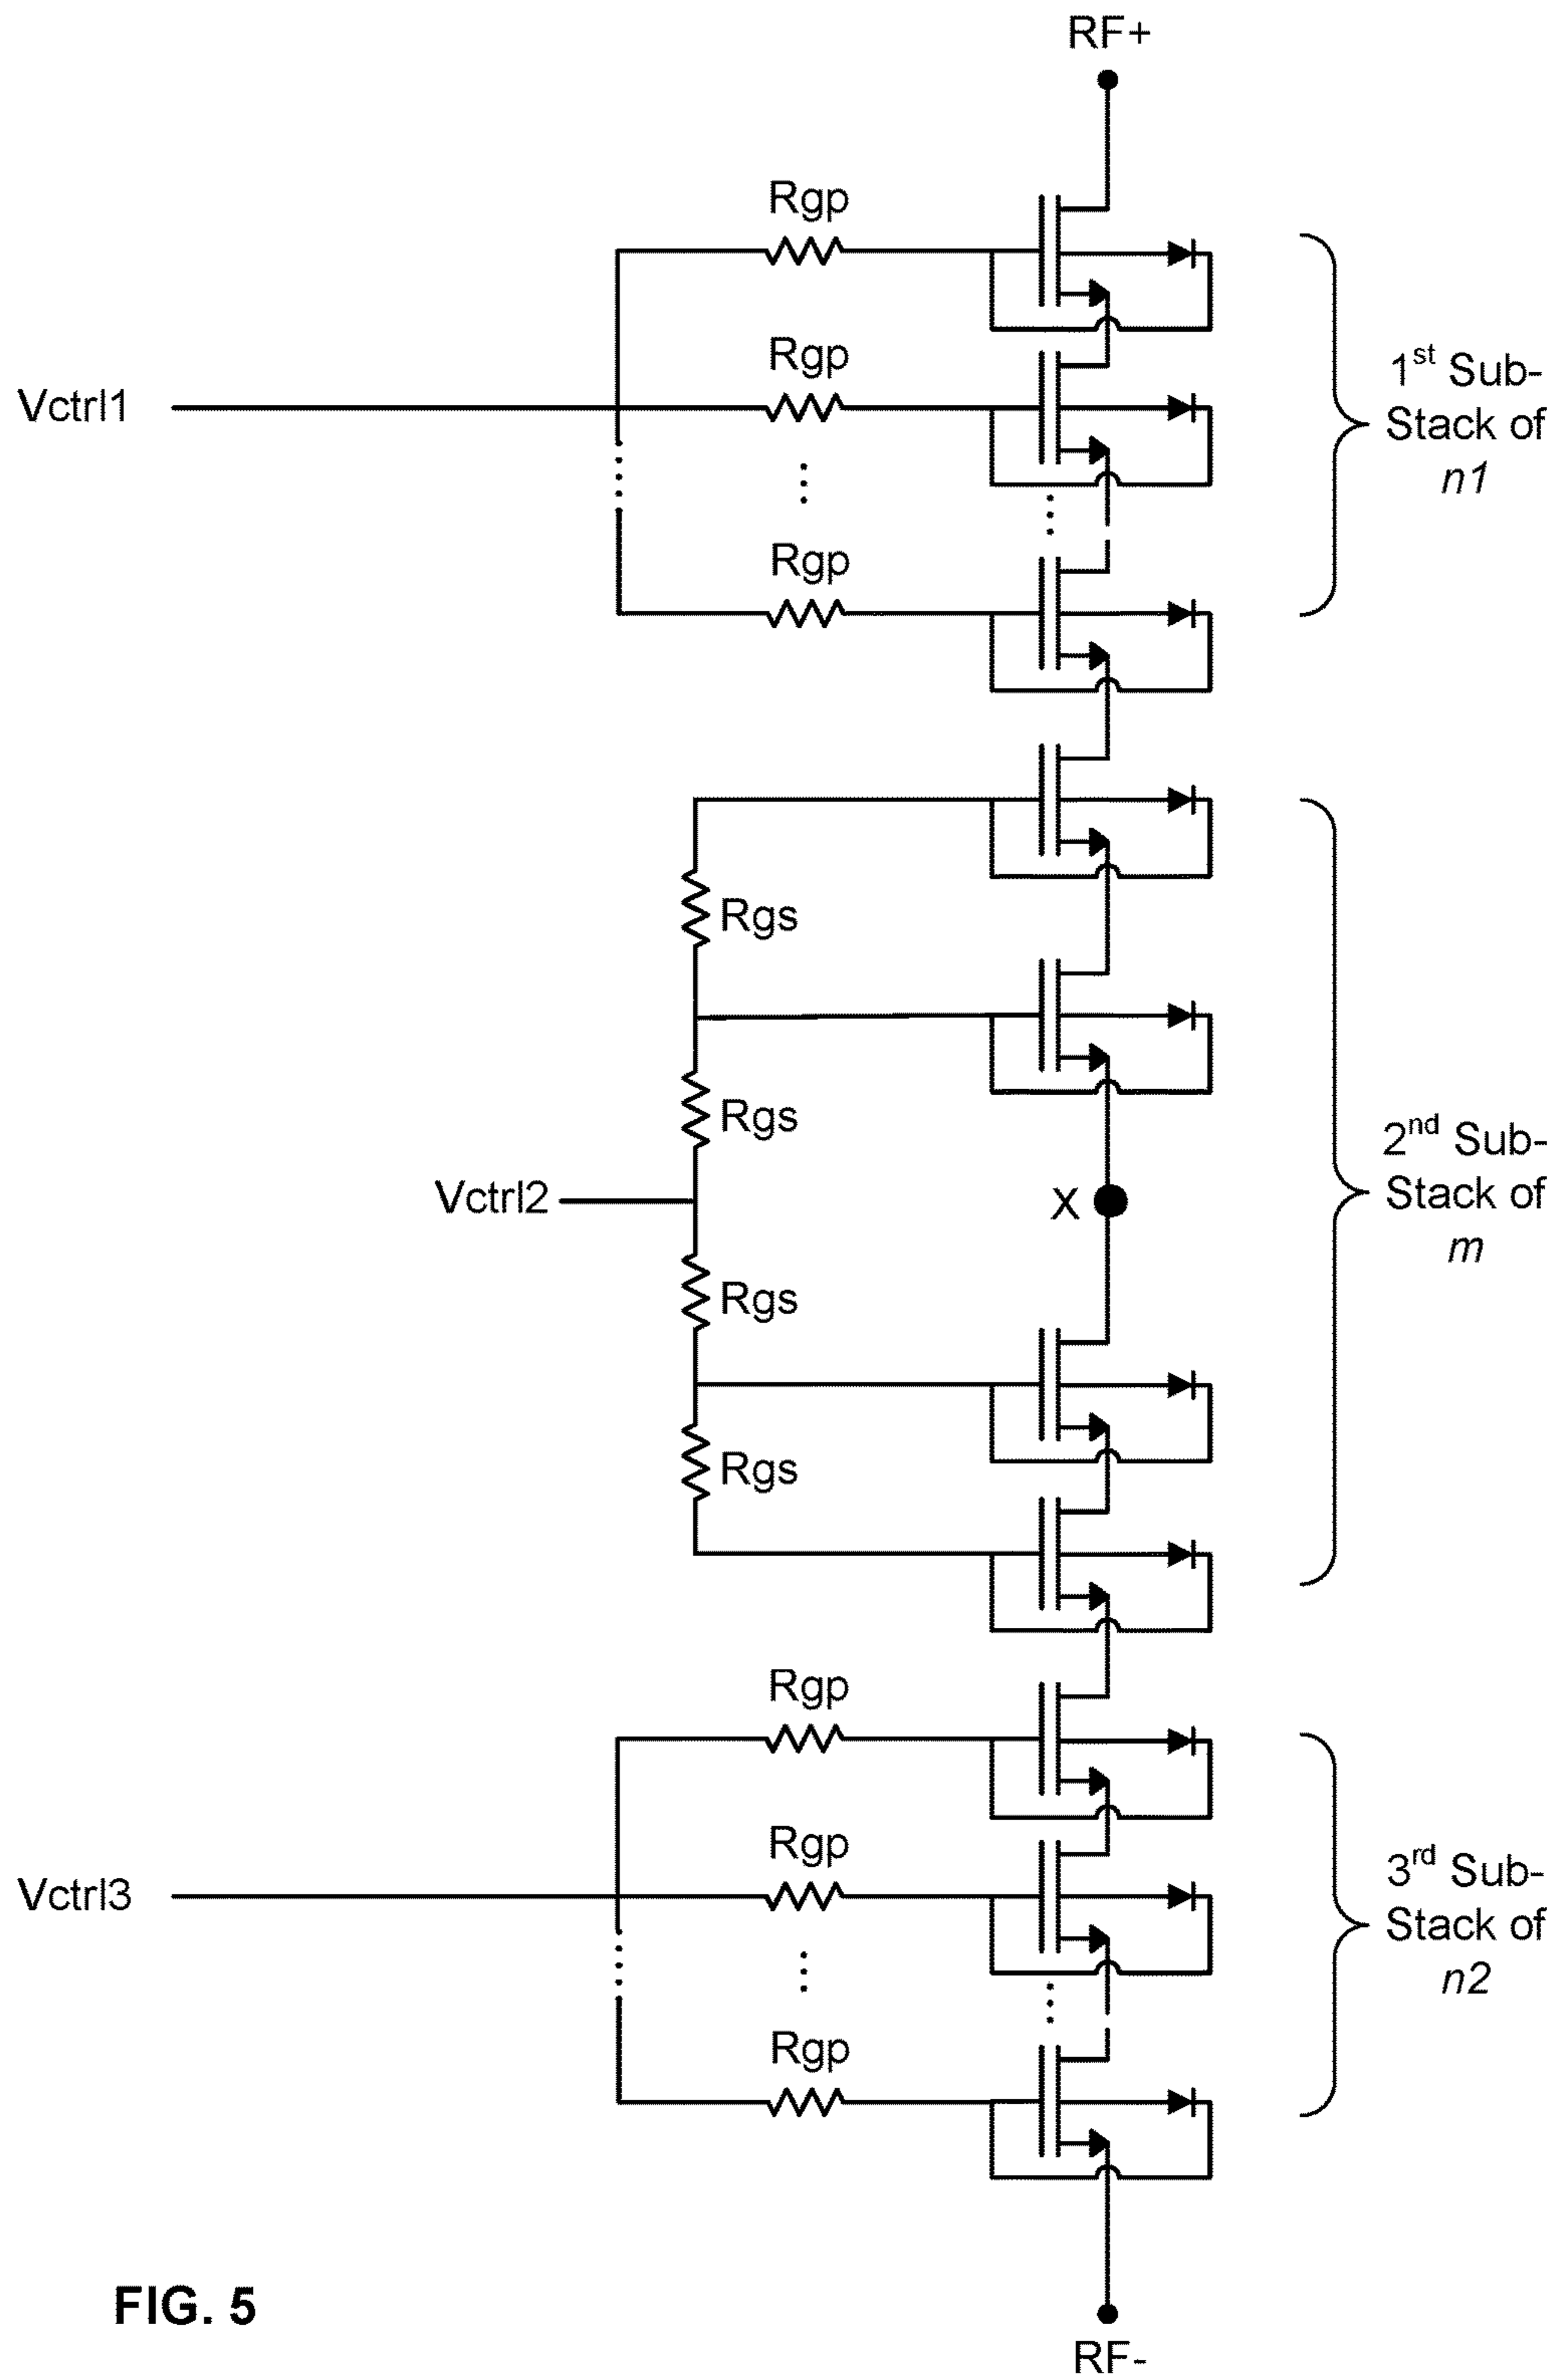 RF+
Rgp
Rgp
Vctrl1
1st Sub-
Stack of
n1
Rgp
Rgs
Rgs
Vctrl2
X
2nd Sub-
Stack of
m
Rgs
Rgs
Rgp
Rgp
Vctrl3
3rd Sub-
Stack of
n2
Rgp
FIG. 5
RF-